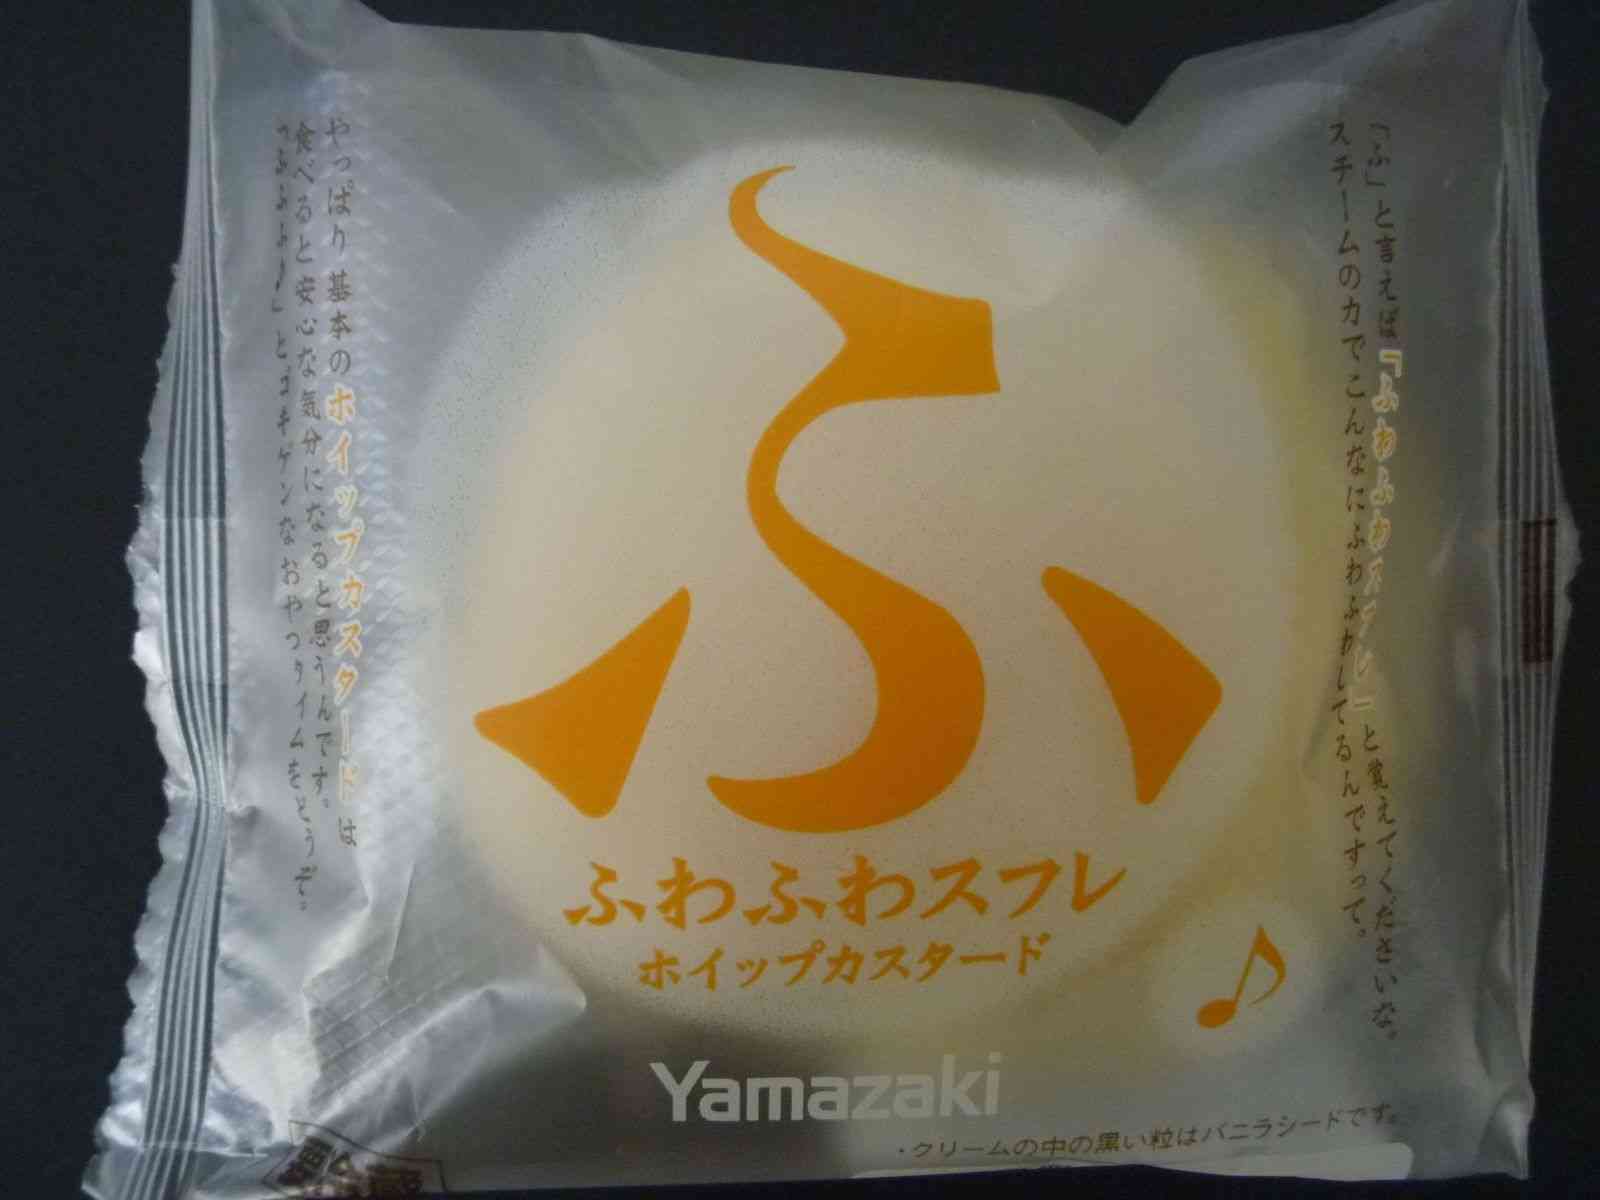 「ふ」と言えば『ふわふわスフレ』と覚えてくださいな。
スチームの力でこんなにふわふわしてるんですって。
ふ
ふわふわスフレ
ホイップカスタード
やっぱり基本のホイップカスタードは
食べると安心な気分になると思うんです。
「ふふふ♪」とゴキゲンなおやつタイムをどうぞ。
Yamazaki
・クリームの中の黒い粒はバニラシードです。
要冷蔵